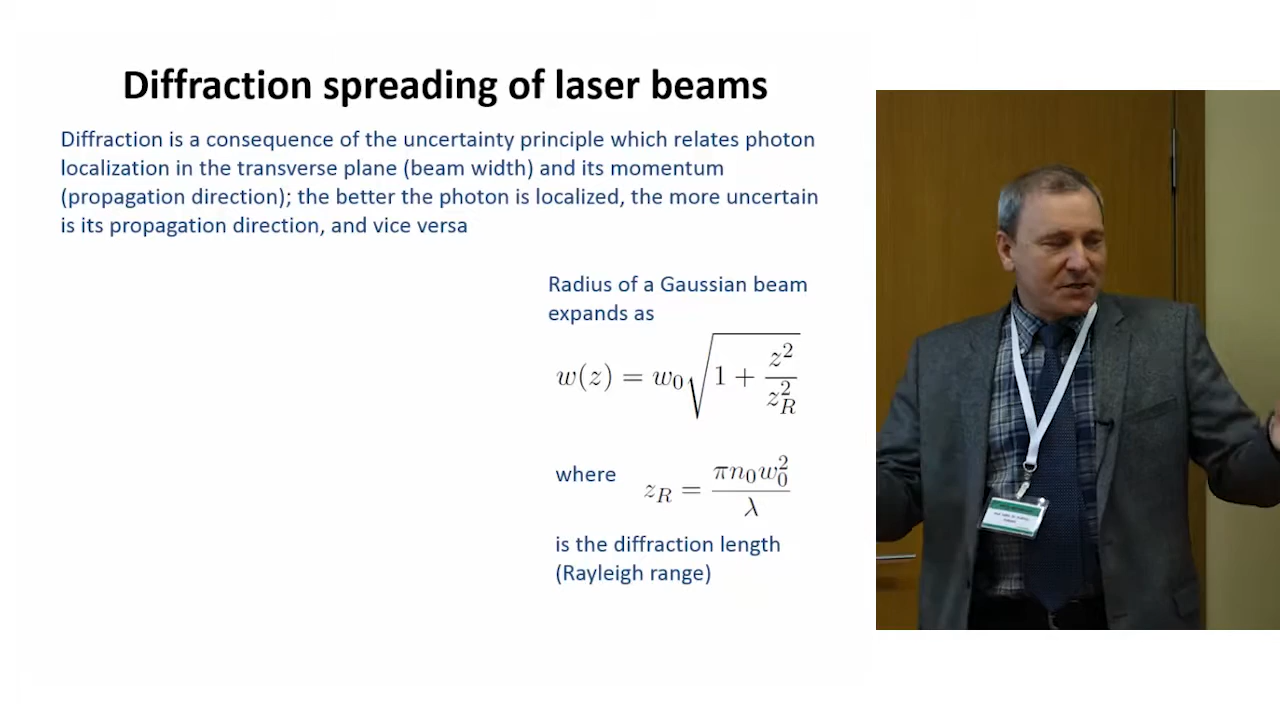 Diffraction spreading of laser beams
Diffraction is a consequence of the uncertainty principle which relates photon
localization in the transverse plane (beam width) and its momentum
(propagation direction); the better the photon is localized, the more uncertain
is its propagation direction, and vice versa
Radius of a Gaussian beam
expands as
w(z) = w₀√(1 + z²/z_R²)
where z_R = πn₀w₀²/λ
is the diffraction length
(Rayleigh range)